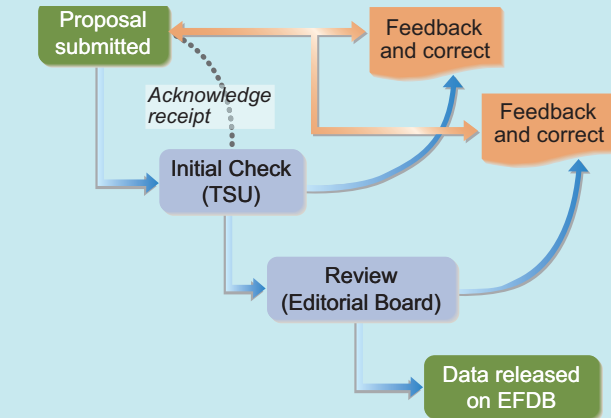 Proposal
submitted
Feedback
and correct
Acknowledge
receipt
Feedback
and correct
Initial Check
(TSU)
Review
(Editorial Board)
Data released
on EFDB